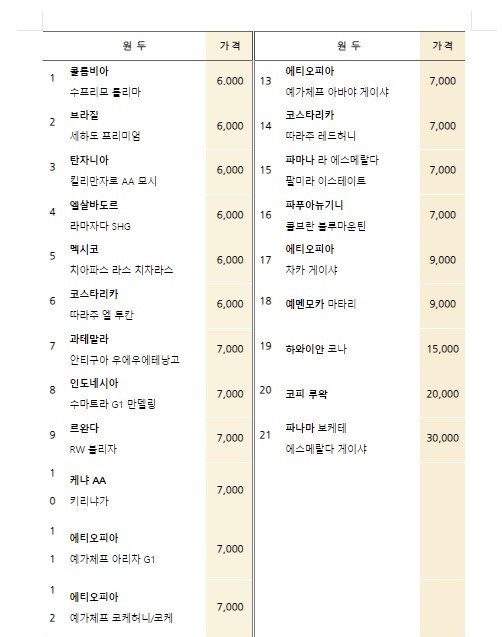 원 두 가격
1 콜롬비아
수프리모 톨리마 6,000
2 브라질
세하도 프리미엄 6,000
3 탄자니아
킬리만자로 AA 모시 6,000
4 엘살바도르
라마자다 SHG 6,000
5 멕시코
치아파스 라스 치차라스 6,000
6 코스타리카
따라주 엘 투칸 6,000
7 과테말라
안티구아 우에우에테낭고 7,000
8 인도네시아
수마트라 G1 만델링 7,000
9 르완다
RW 풀리자 7,000
10 케냐 AA
키리냐가 7,000
11 에티오피아
예가체프 아리차 G1 7,000
12 에티오피아
예가체프 코케허니/코케 7,000
원 두 가격
13 에티오피아
예가체프 아바야 게이샤 7,000
14 코스타리카
따라주 레드허니 7,000
15 파마나 라 에스메랄다
팔미라 이스테이트 7,000
16 파푸아뉴기니
콜브란 블루마운틴 7,000
17 에티오피아
차카 게이샤 9,000
18 예멘모카 마타리 9,000
19 하와이안 코나 15,000
20 코피 루왁 20,000
21 파나마 보케테
에스메랄다 게이샤 30,000